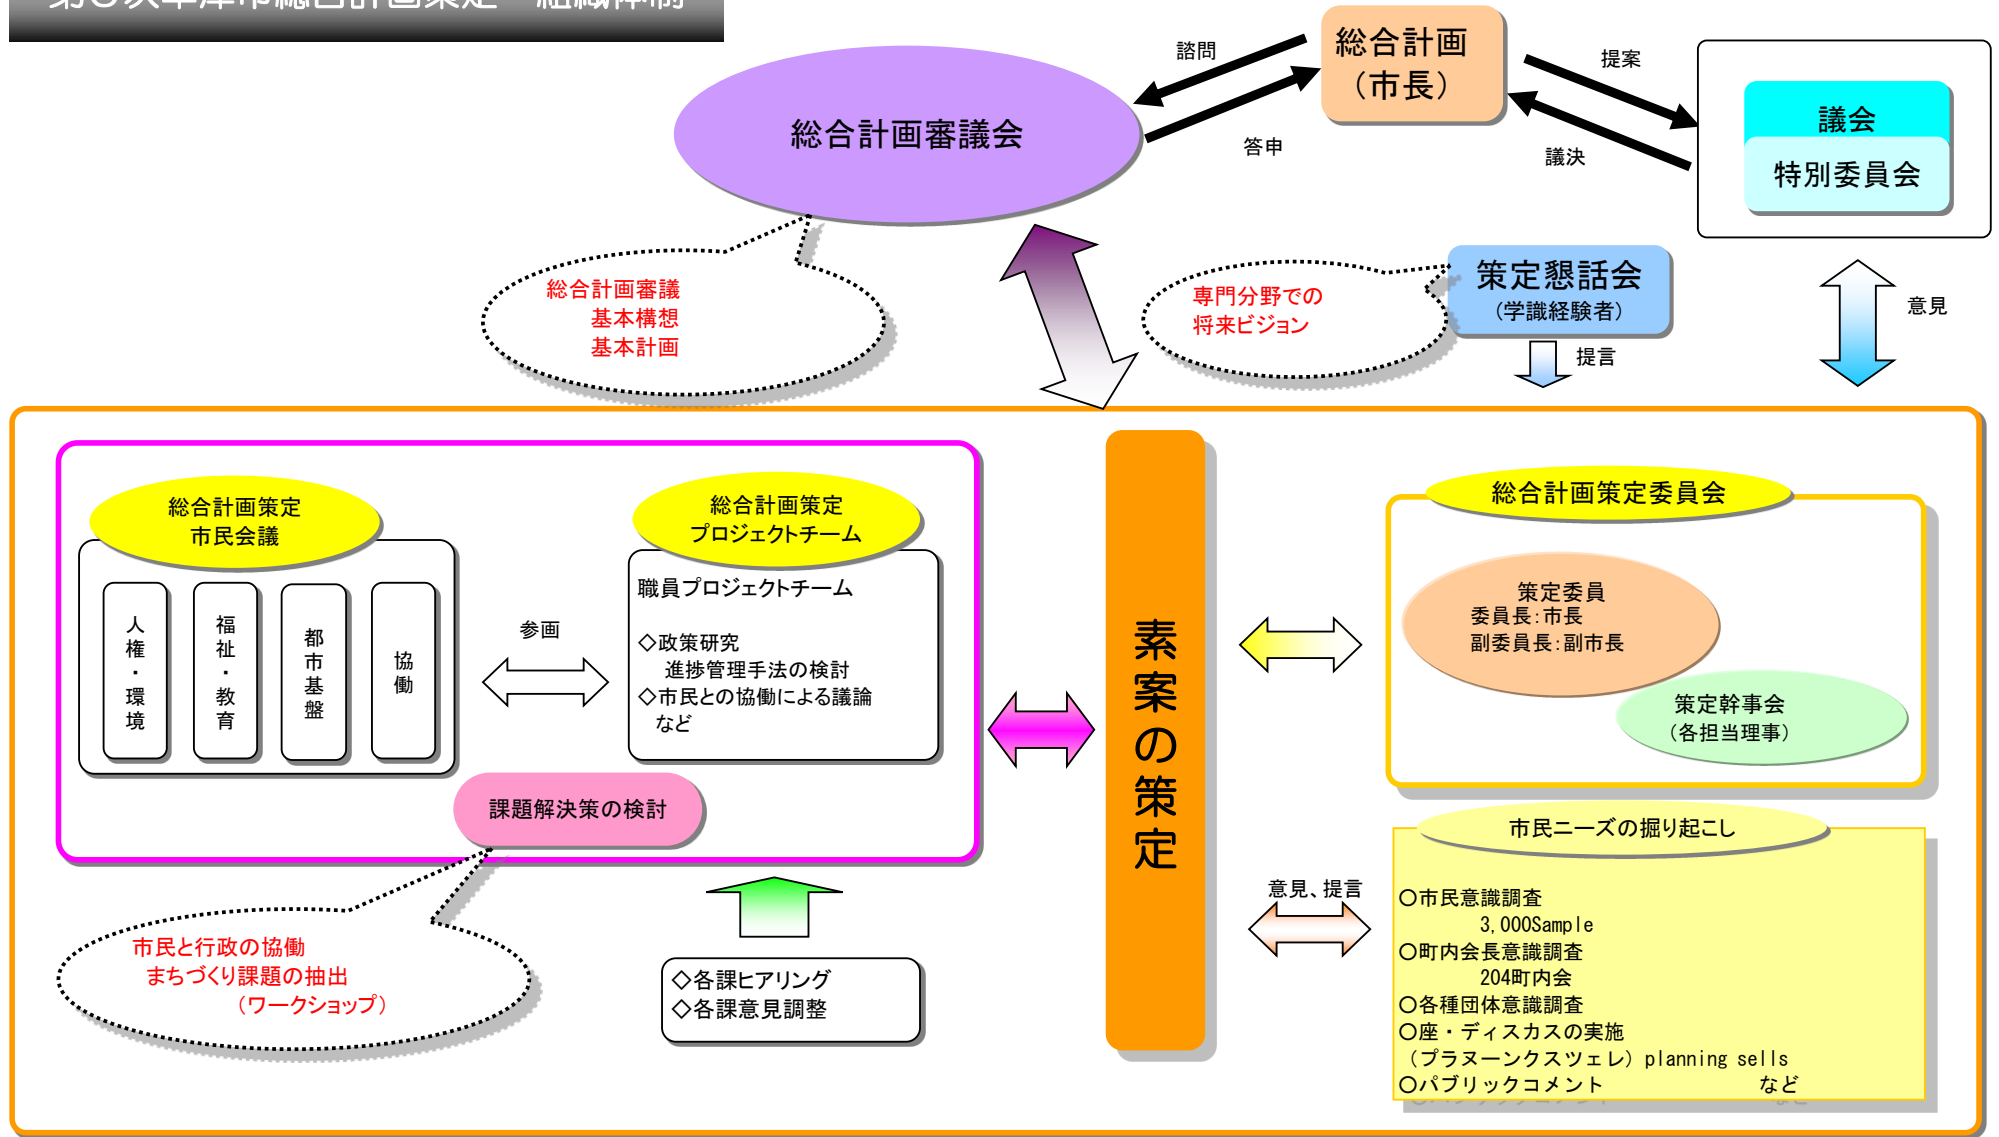 市総合計画策定 組織体制
総合計画
（市長）
諮問
答申
提案
議決
総合計画審議会
議会
特別委員会
総合計画審議
基本構想
基本計画
専門分野での
将来ビジョン
策定懇話会
（学識経験者）
提言
意見
総合計画策定
市民会議
人権・環境
福祉・教育
都市基盤
協働
参画
総合計画策定
プロジェクトチーム
職員プロジェクトチーム
◇政策研究
進捗管理手法の検討
◇市民との協働による議論
など
課題解決策の検討
市民と行政の協働
まちづくり課題の抽出
（ワークショップ）
◇各課ヒアリング
◇各課意見調整
素案の策定
総合計画策定委員会
策定委員
委員長：市長
副委員長：副市長
策定幹事会
（各担当理事）
意見、提言
市民ニーズの掘り起こし
○市民意識調査
3,000Sample
○町内会長意識調査
204町内会
○各種団体意識調査
○座・ディスカスの実施
（プラヌーンクスツェレ）planning sells
○パブリックコメント など